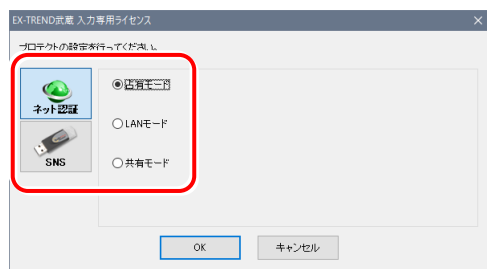 EX-TREND武蔵 入力専用ライセンス
プロテクトの設定を行ってください。
ネット認証
SNS
占有モード
LANモード
共有モード
OK
キャンセル